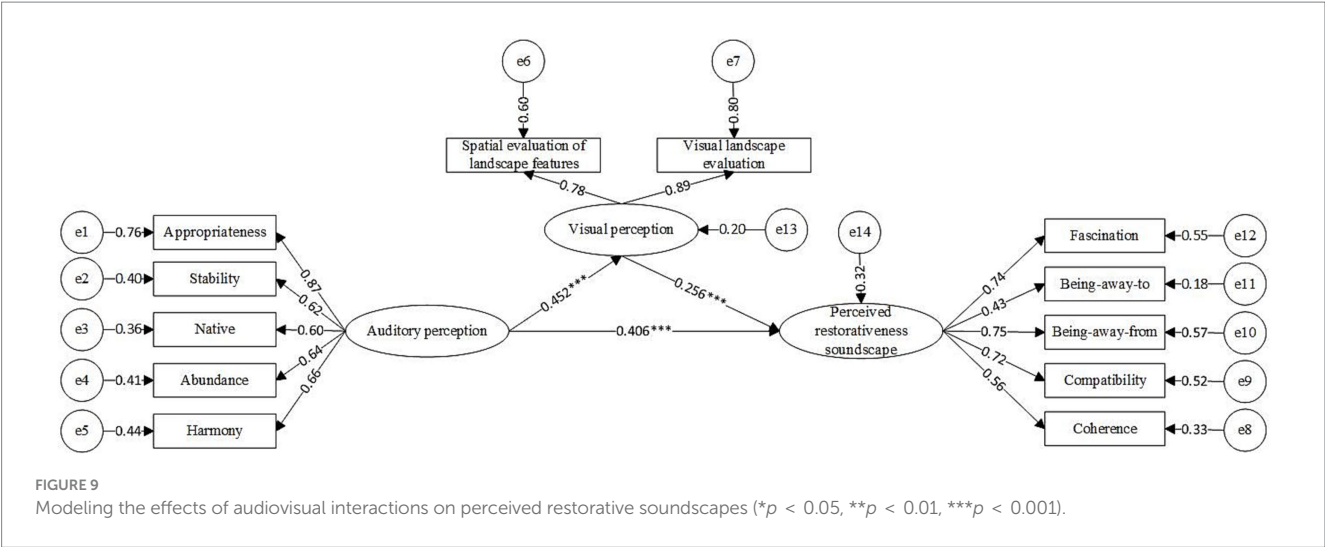 e6
e7
0.60
0.80
Spatial evaluation of
landscape features
Visual landscape
evaluation
0.78
0.89
e1
0.76
Appropriateness
Visual perception
0.20
e13
e14
Fascination
0.55
e12
e2
0.40
Stability
0.87
0.62
0.452***
0.256***
0.32
0.74
0.43
Being-away-to
0.18
e11
e3
0.36
Native
0.60
Auditory perception
0.406***
Perceived
restorativeness
soundscape
0.75
Being-away-from
0.57
e10
e4
0.41
Abundance
0.64
0.66
0.72
0.56
Compatibility
0.52
e9
e5
0.44
Harmony
Coherence
0.33
e8
FIGURE 9
Modeling the effects of audiovisual interactions on perceived restorative soundscapes (*p < 0.05, **p < 0.01, ***p < 0.001).